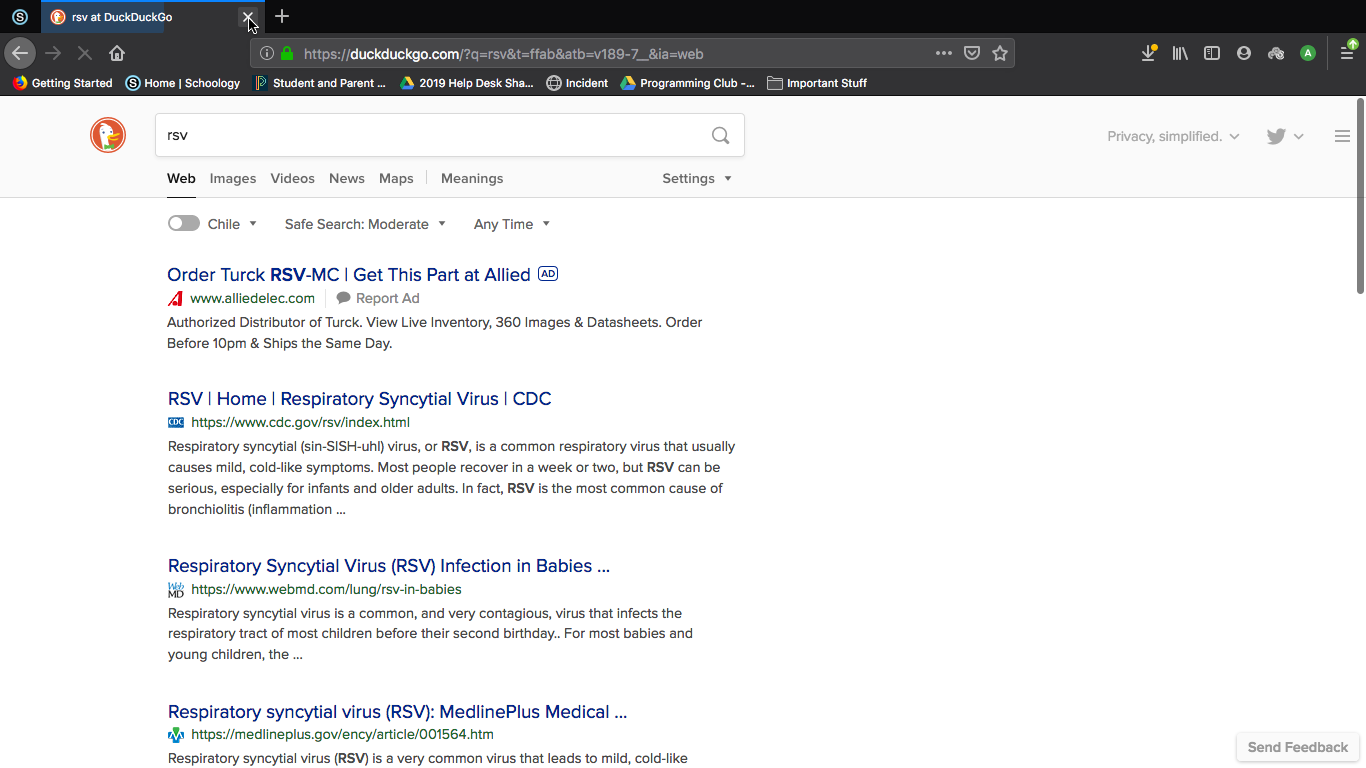 rsv at DuckDuckGo
https://duckduckgo.com/?q=rsv&t=ffab&atb=v189-7__&ia=web
A
Getting Started Home | Schoology Student and Parent ... 2019 Help Desk Sha... Incident Programming Club -... Important Stuff
rsv
Privacy, simplified.
Web Images Videos News Maps Meanings Settings
Chile Safe Search: Moderate Any Time
Order Turck RSV-MC | Get This Part at Allied AD
www.alliedelec.com Report Ad
Authorized Distributor of Turck. View Live Inventory, 360 Images & Datasheets. Order
Before 10pm & Ships the Same Day.
RSV | Home | Respiratory Syncytial Virus | CDC
CDC https://www.cdc.gov/rsv/index.html
Respiratory syncytial (sin-SISH-uhl) virus, or RSV, is a common respiratory virus that usually
causes mild, cold-like symptoms. Most people recover in a week or two, but RSV can be
serious, especially for infants and older adults. In fact, RSV is the most common cause of
bronchiolitis (inflammation ...
Respiratory Syncytial Virus (RSV) Infection in Babies ...
Web MD https://www.webmd.com/lung/rsv-in-babies
Respiratory syncytial virus is a common, and very contagious, virus that infects the
respiratory tract of most children before their second birthday.. For most babies and
young children, the ...
Respiratory syncytial virus (RSV): MedlinePlus Medical ...
https://medlineplus.gov/ency/article/001564.htm
Respiratory syncytial virus (RSV) is a very common virus that leads to mild, cold-like
Send Feedback